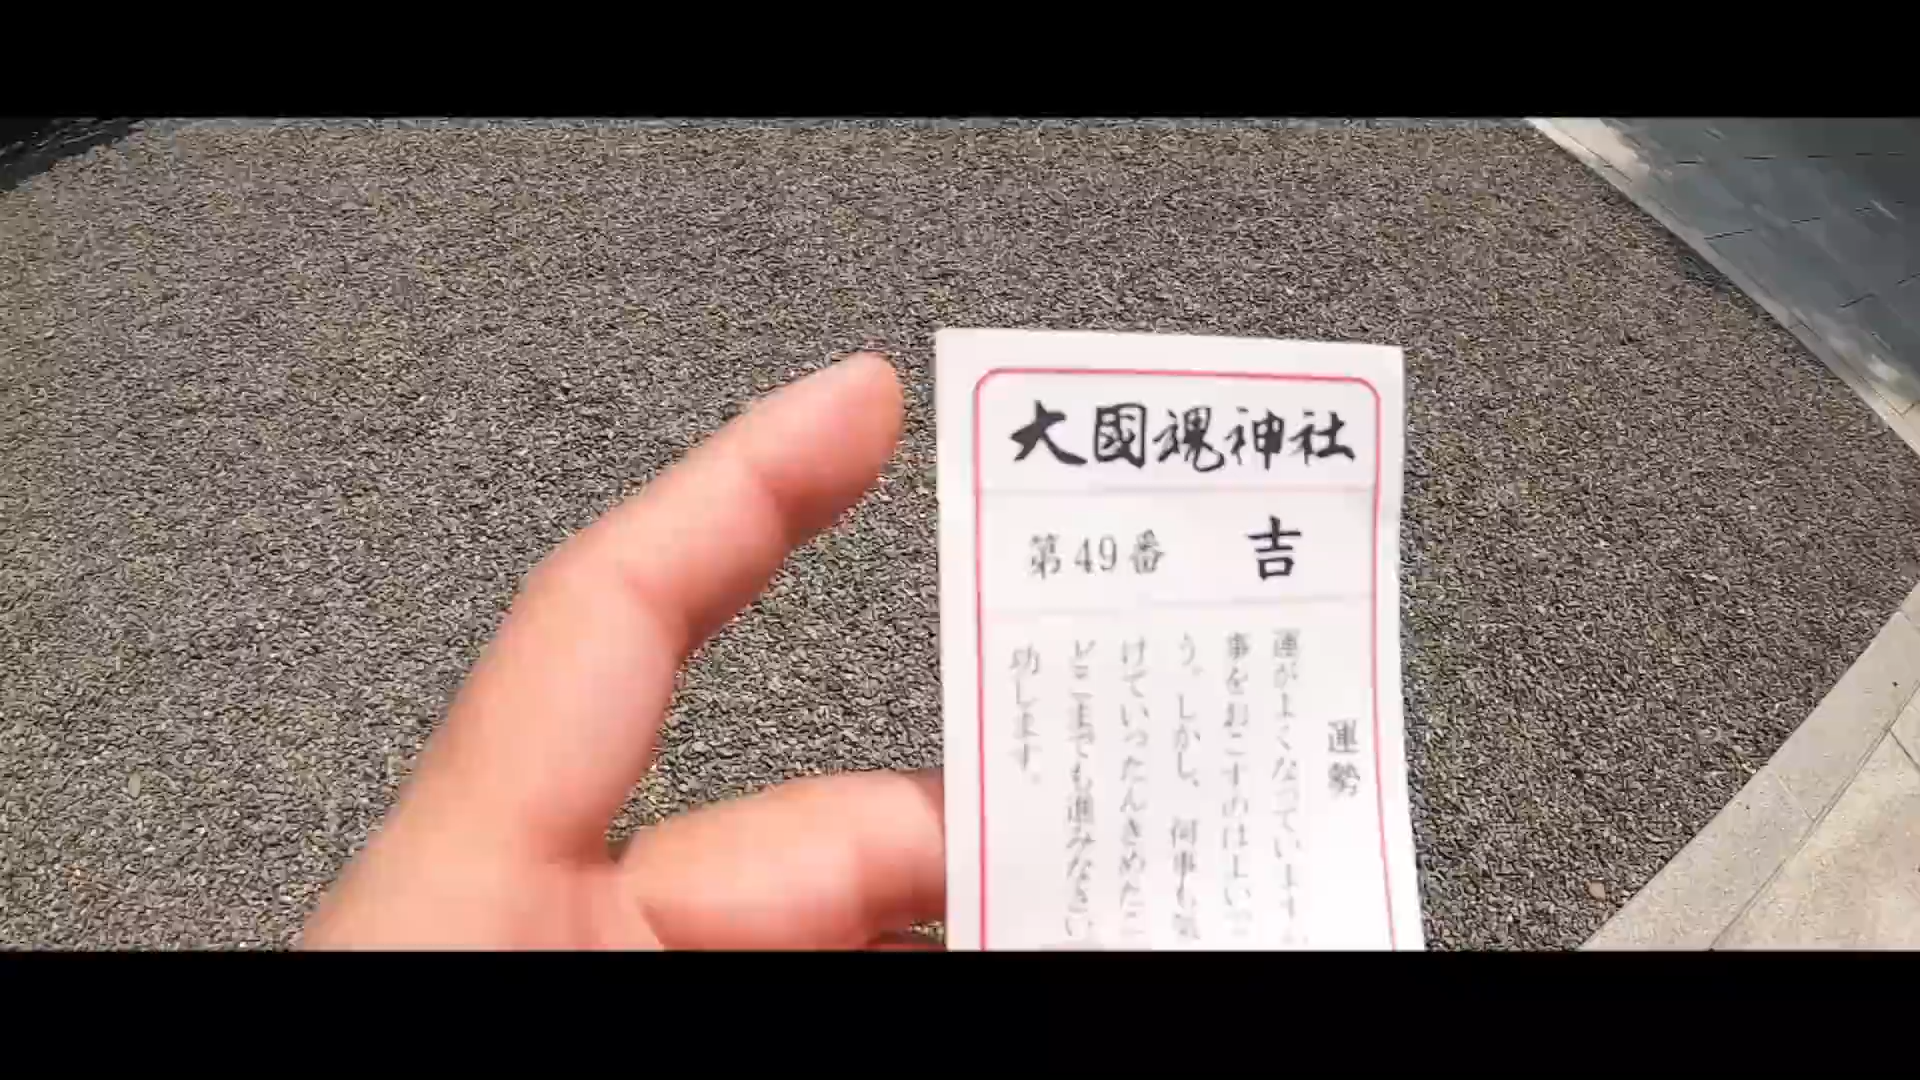 大國魂神社
第49番 吉
運勢
運がよくなっています。
事をおこすのはよい
う。しかし、何事も気
けていったんきめたこ
どこまでも進みなさい
功します。